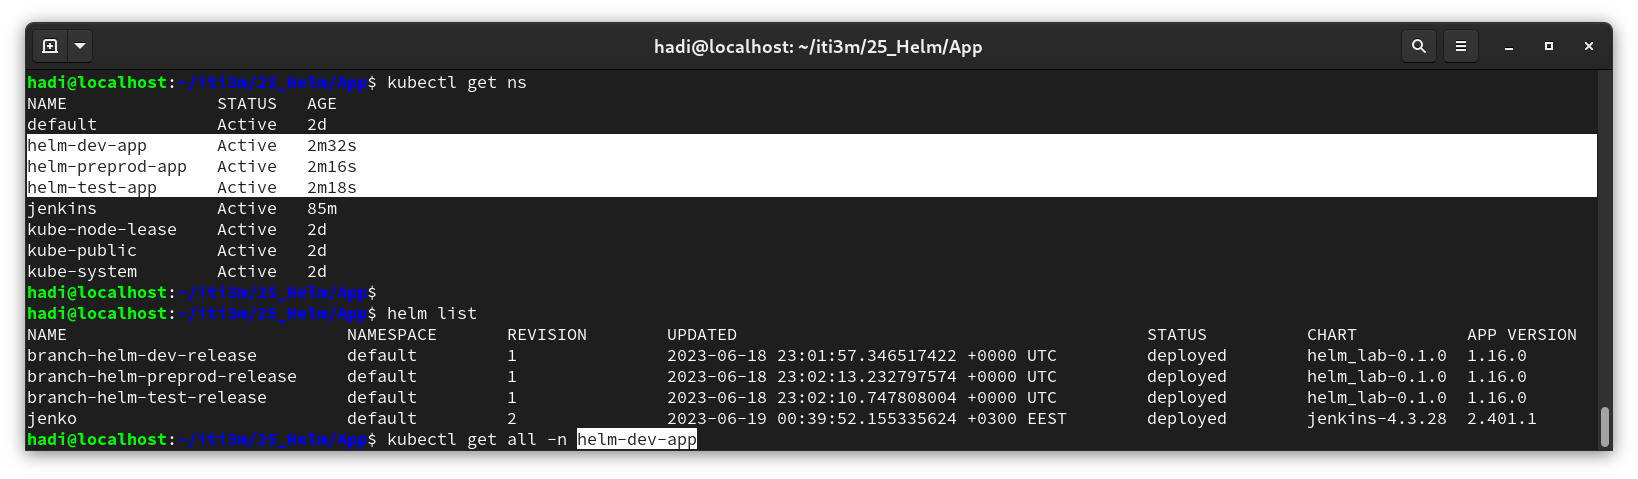 hadi@localhost: ~/iti3m/25_Helm/App
hadi@localhost:~/iti3m/25_Helm/App$ kubectl get ns
NAME               STATUS   AGE
default            Active   2d
helm-dev-app       Active   2m32s
helm-preprod-app   Active   2m16s
helm-test-app      Active   2m18s
jenkins            Active   85m
kube-node-lease    Active   2d
kube-public        Active   2d
kube-system        Active   2d
hadi@localhost:~/iti3m/25_Helm/App$
hadi@localhost:~/iti3m/25_Helm/App$ helm list
NAME                            NAMESPACE       REVISION        UPDATED                                         STATUS          CHART           APP VERSION
branch-helm-dev-release         default         1               2023-06-18 23:01:57.346517422 +0000 UTC         deployed        helm_lab-0.1.0  1.16.0
branch-helm-preprod-release     default         1               2023-06-18 23:02:13.232797574 +0000 UTC         deployed        helm_lab-0.1.0  1.16.0
branch-helm-test-release        default         1               2023-06-18 23:02:10.747808004 +0000 UTC         deployed        helm_lab-0.1.0  1.16.0
jenko                           default         2               2023-06-19 00:39:52.155335624 +0300 EEST        deployed        jenkins-4.3.28  2.401.1
hadi@localhost:~/iti3m/25_Helm/App$ kubectl get all -n helm-dev-app